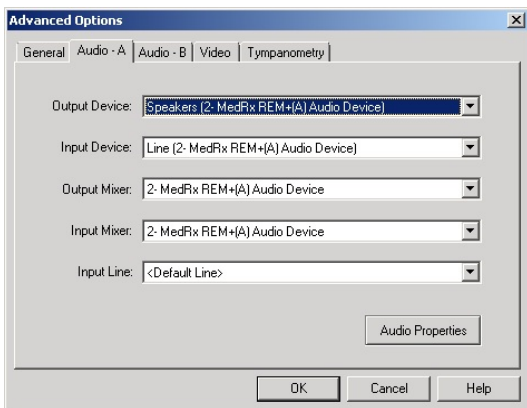 Advanced Options
General Audio - A Audio - B Video Tympanometry
Output Device: Speakers (2- MedRx REM+(A) Audio Device)
Input Device: Line (2- MedRx REM+(A) Audio Device)
Output Mixer: 2- MedRx REM+(A) Audio Device
Input Mixer: 2- MedRx REM+(A) Audio Device
Input Line: <Default Line>
Audio Properties
OK Cancel Help